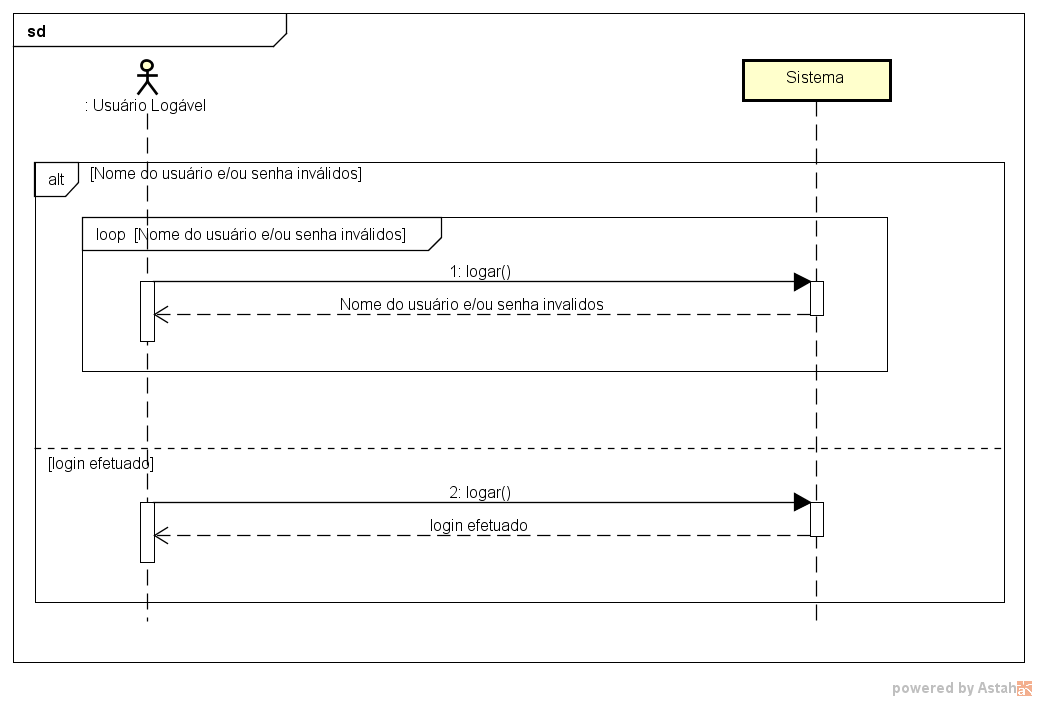 sd
: Usuário Logável
Sistema
alt [Nome do usuário e/ou senha inválidos]
loop [Nome do usuário e/ou senha inválidos]
1: logar()
Nome do usuário e/ou senha invalidos
[login efetuado]
2: logar()
login efetuado
powered by Astah